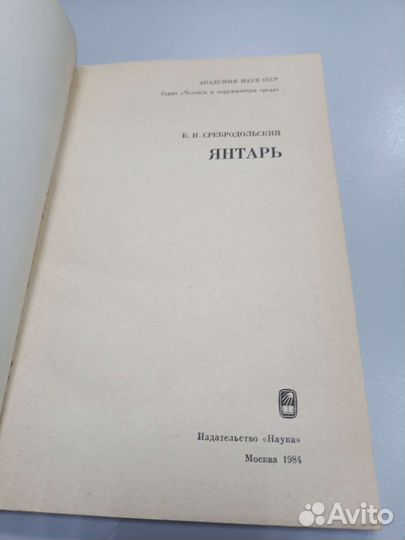 АКАДЕМИЯ НАУК СССР
Серия «Человек и окружающая среда»
Б. И. СРЕБРОДОЛЬСКИЙ
ЯНТАРЬ
Издательство «Наука»
Москва 1984
Avito